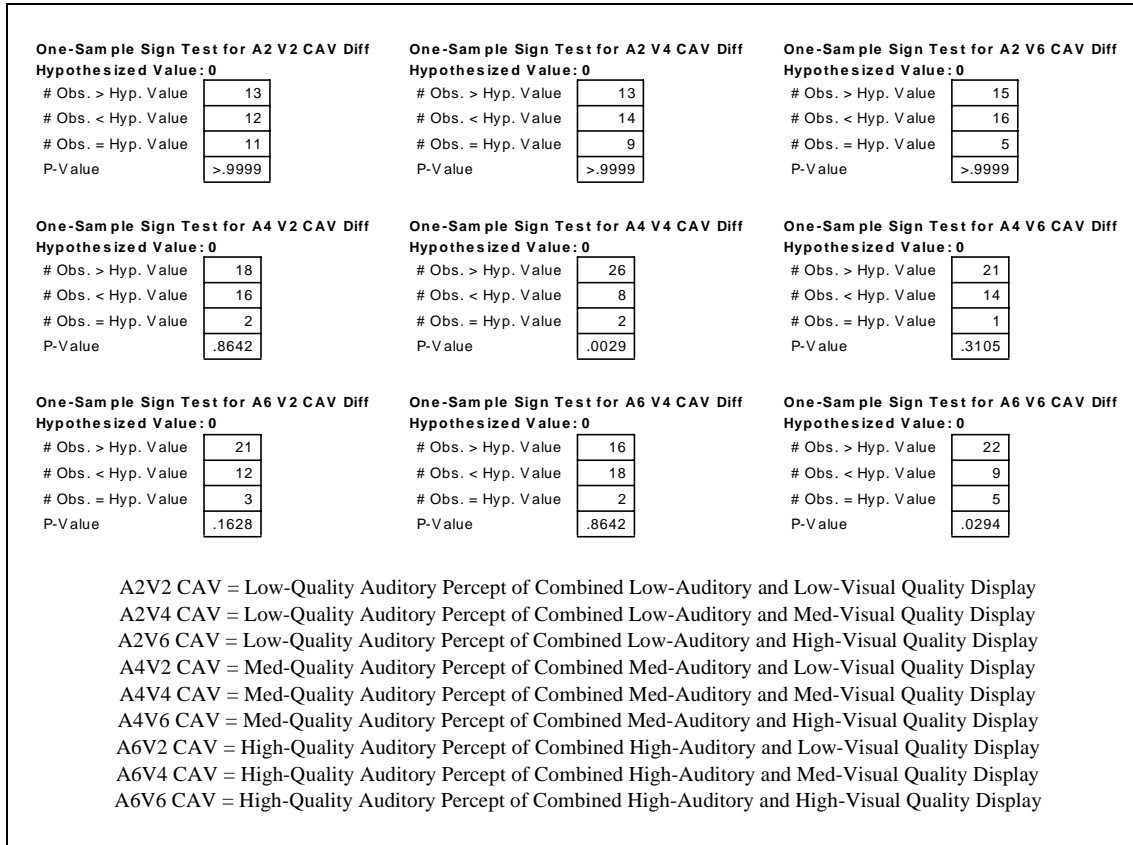 One-Sample Sign Test for A2 V2 CAV Diff
Hypothesized Value: 0
# Obs. > Hyp. Value 13
# Obs. < Hyp. Value 12
# Obs. = Hyp. Value 11
P-Value >.9999
One-Sample Sign Test for A2 V4 CAV Diff
Hypothesized Value: 0
# Obs. > Hyp. Value 13
# Obs. < Hyp. Value 14
# Obs. = Hyp. Value 9
P-Value >.9999
One-Sample Sign Test for A2 V6 CAV Diff
Hypothesized Value: 0
# Obs. > Hyp. Value 15
# Obs. < Hyp. Value 16
# Obs. = Hyp. Value 5
P-Value >.9999
One-Sample Sign Test for A4 V2 CAV Diff
Hypothesized Value: 0
# Obs. > Hyp. Value 18
# Obs. < Hyp. Value 16
# Obs. = Hyp. Value 2
P-Value .8642
One-Sample Sign Test for A4 V4 CAV Diff
Hypothesized Value: 0
# Obs. > Hyp. Value 26
# Obs. < Hyp. Value 8
# Obs. = Hyp. Value 2
P-Value .0029
One-Sample Sign Test for A4 V6 CAV Diff
Hypothesized Value: 0
# Obs. > Hyp. Value 21
# Obs. < Hyp. Value 14
# Obs. = Hyp. Value 1
P-Value .3105
One-Sample Sign Test for A6 V2 CAV Diff
Hypothesized Value: 0
# Obs. > Hyp. Value 21
# Obs. < Hyp. Value 12
# Obs. = Hyp. Value 3
P-Value .1628
One-Sample Sign Test for A6 V4 CAV Diff
Hypothesized Value: 0
# Obs. > Hyp. Value 16
# Obs. < Hyp. Value 18
# Obs. = Hyp. Value 2
P-Value .8642
One-Sample Sign Test for A6 V6 CAV Diff
Hypothesized Value: 0
# Obs. > Hyp. Value 22
# Obs. < Hyp. Value 9
# Obs. = Hyp. Value 5
P-Value .0294
A2V2 CAV = Low-Quality Auditory Percept of Combined Low-Auditory and Low-Visual Quality Display
A2V4 CAV = Low-Quality Auditory Percept of Combined Low-Auditory and Med-Visual Quality Display
A2V6 CAV = Low-Quality Auditory Percept of Combined Low-Auditory and High-Visual Quality Display
A4V2 CAV = Med-Quality Auditory Percept of Combined Med-Auditory and Low-Visual Quality Display
A4V4 CAV = Med-Quality Auditory Percept of Combined Med-Auditory and Med-Visual Quality Display
A4V6 CAV = Med-Quality Auditory Percept of Combined Med-Auditory and High-Visual Quality Display
A6V2 CAV = High-Quality Auditory Percept of Combined High-Auditory and Low-Visual Quality Display
A6V4 CAV = High-Quality Auditory Percept of Combined High-Auditory and Med-Visual Quality Display
A6V6 CAV = High-Quality Auditory Percept of Combined High-Auditory and High-Visual Quality Display